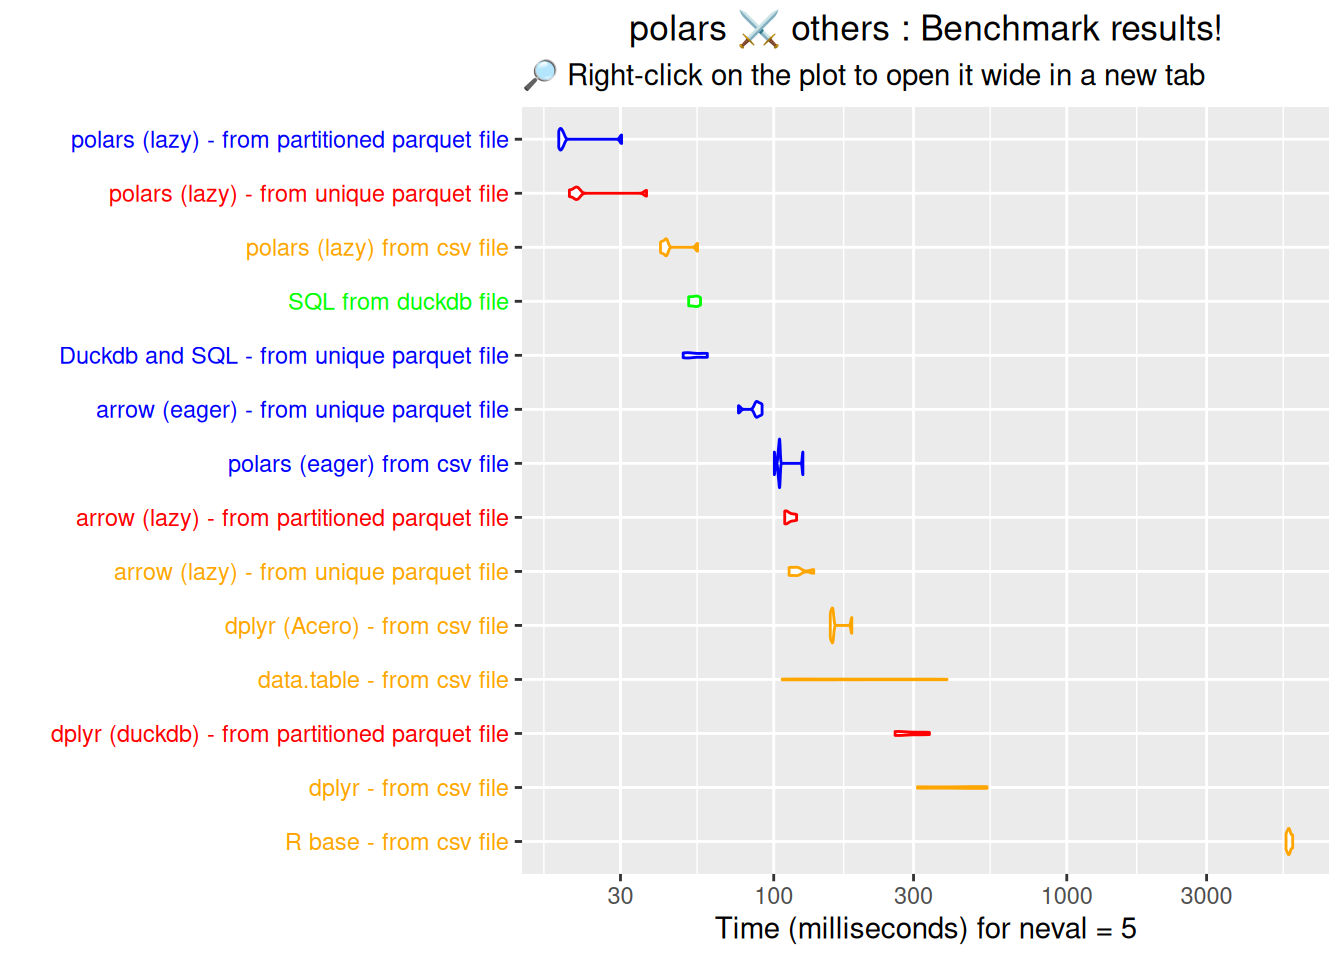 polars ⚔️ others : Benchmark results!
🔎 Right-click on the plot to open it wide in a new tab
polars (lazy) - from partitioned parquet file
polars (lazy) - from unique parquet file
polars (lazy) from csv file
SQL from duckdb file
Duckdb and SQL - from unique parquet file
arrow (eager) - from unique parquet file
polars (eager) from csv file
arrow (lazy) - from partitioned parquet file
arrow (lazy) - from unique parquet file
dplyr (Acero) - from csv file
data.table - from csv file
dplyr (duckdb) - from partitioned parquet file
dplyr - from csv file
R base - from csv file
30 100 300 1000 3000
Time (milliseconds) for neval = 5